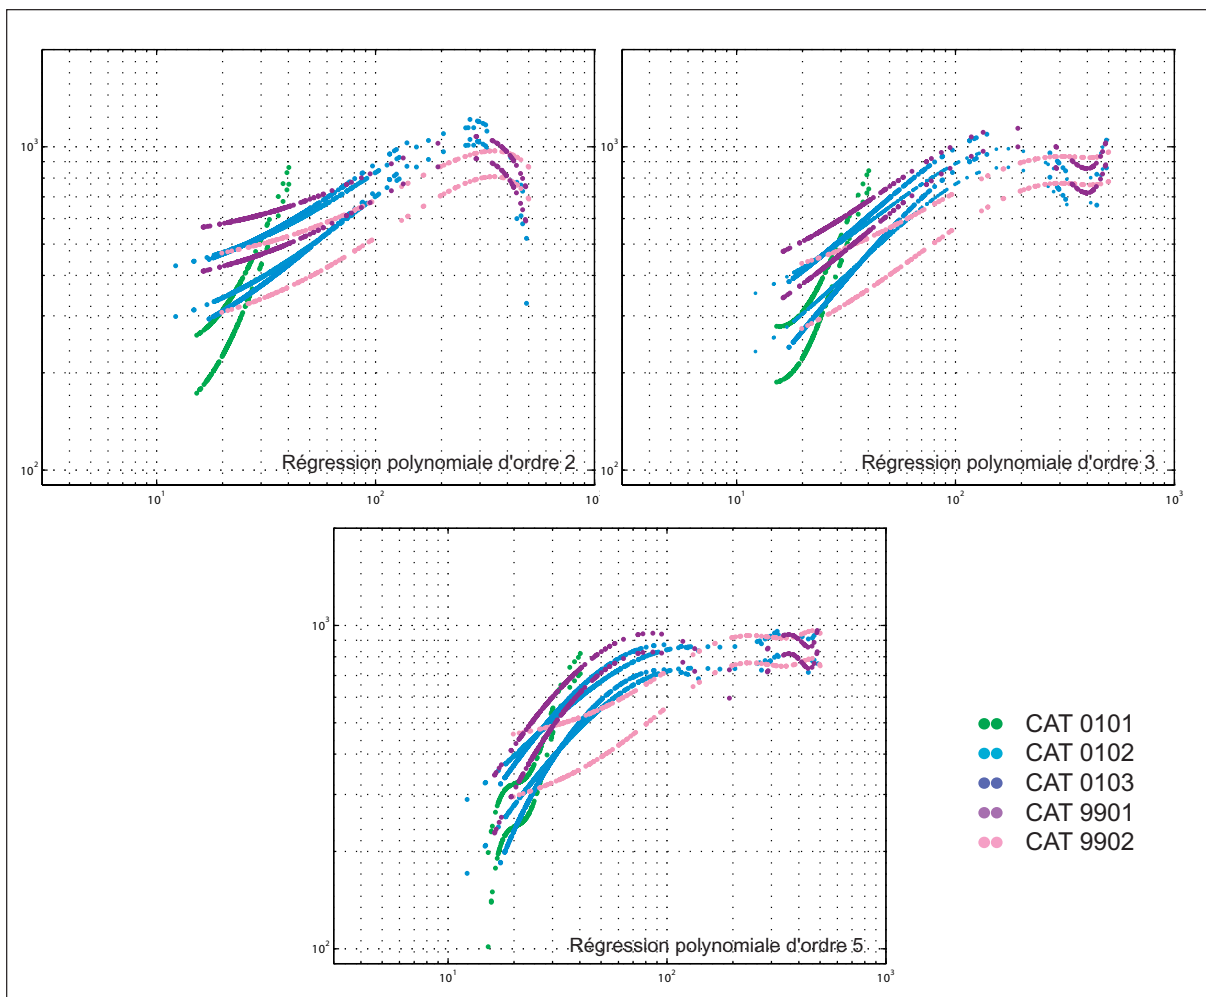 10³
10²
Régression polynomiale d'ordre 2
10¹
10²
10
10³
10²
Régression polynomiale d'ordre 3
10¹
10²
10³
10³
10²
Régression polynomiale d'ordre 5
10¹
10²
10³
CAT 0101
CAT 0102
CAT 0103
CAT 9901
CAT 9902